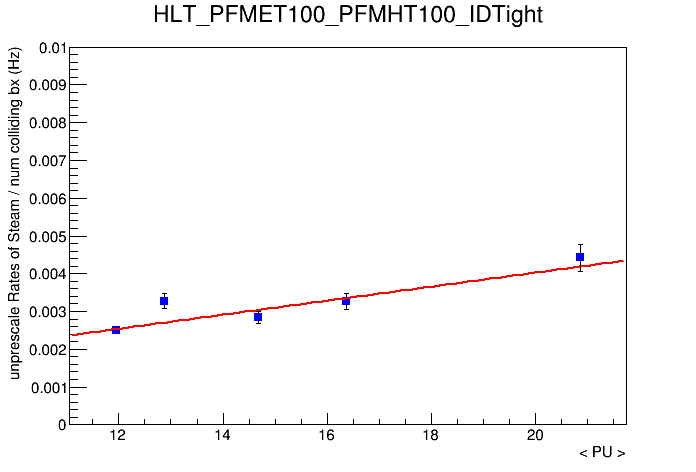 HLT_PFMET100_PFMHT100_IDTight
unprescale Rates of Steam / num colliding bx (Hz)
0.01
0.009
0.008
0.007
0.006
0.005
0.004
0.003
0.002
0.001
0
12 14 16 18 20
< PU >